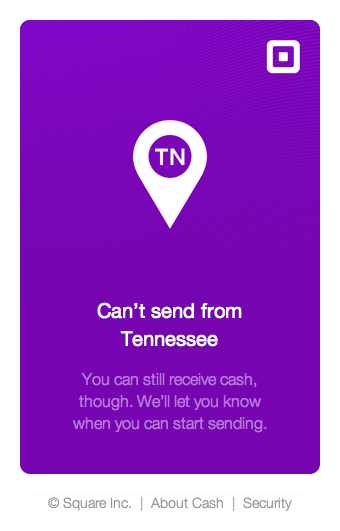 TN
Can't send from
Tennessee
You can still receive cash,
though. We'll let you know
when you can start sending.
© Square Inc. | About Cash | Security